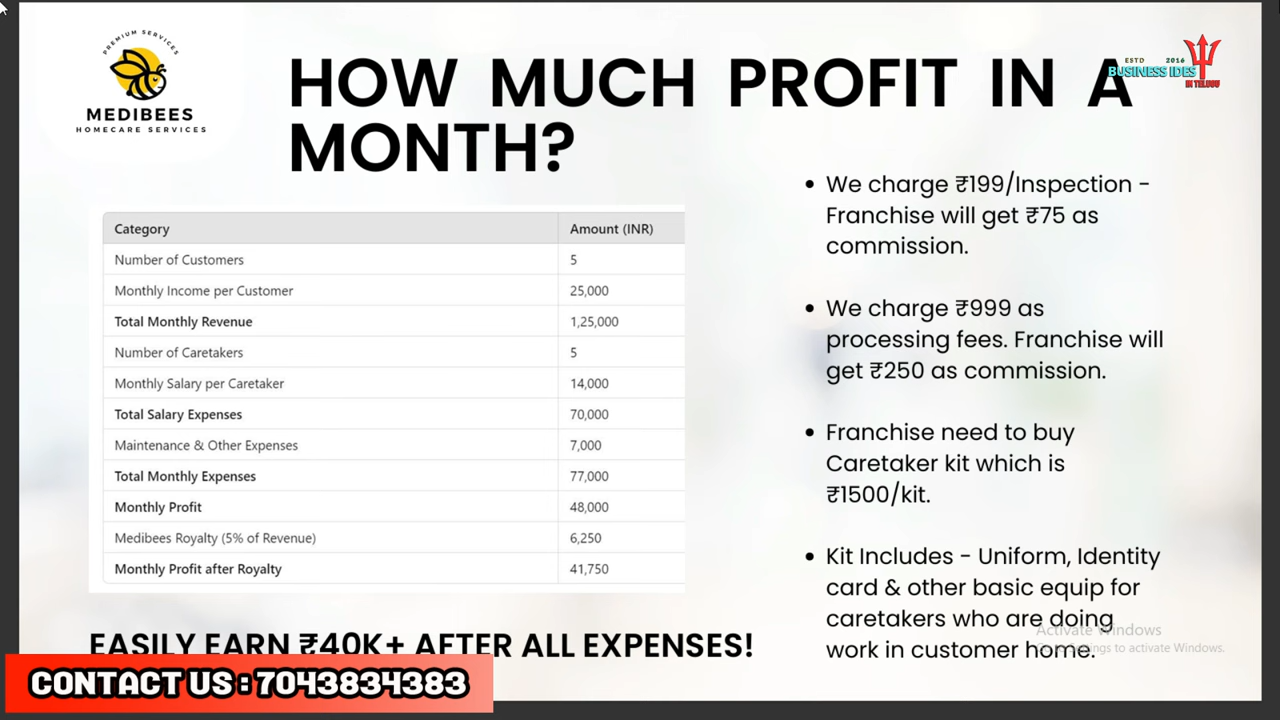 PREMIUM SERVICES
MEDIBEES
HOMECARE SERVICES
ESTD 2016
BUSINESS IDES
IN TELUGU
HOW MUCH PROFIT IN A
MONTH?
Category Amount (INR)
Number of Customers 5
Monthly Income per Customer 25,000
Total Monthly Revenue 1,25,000
Number of Caretakers 5
Monthly Salary per Caretaker 14,000
Total Salary Expenses 70,000
Maintenance & Other Expenses 7,000
Total Monthly Expenses 77,000
Monthly Profit 48,000
Medibees Royalty (5% of Revenue) 6,250
Monthly Profit after Royalty 41,750
EASILY EARN ₹40K+ AFTER ALL EXPENSES!
• We charge ₹199/Inspection -
Franchise will get ₹75 as
commission.
• We charge ₹999 as
processing fees. Franchise will
get ₹250 as commission.
• Franchise need to buy
Caretaker kit which is
₹1500/kit.
• Kit Includes - Uniform, Identity
card & other basic equip for
caretakers who are doing
work in customer home.
Activate Windows
Go to Settings to activate Windows.
CONTACT US : 7043834383